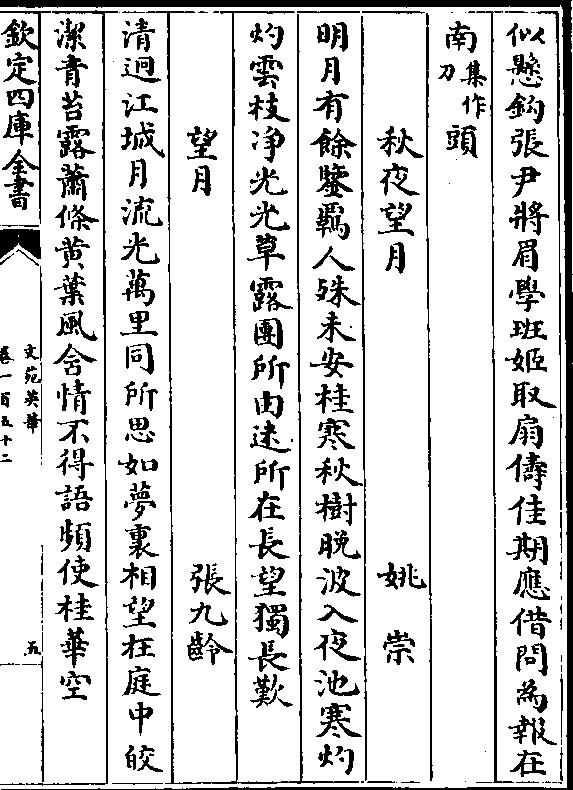 似懸鈎張尹將眉學班姬取扇儔佳期應借問為報在
南刀集作頭
秋夜望月 姚崇
明月有餘鑒羈人殊未安桂寒秋樹晚波入夜池寒灼
灼雲枝凈光光草露團所由迷所在長望獨長歎
望月 張九齡
清迥江城月流光萬里同所思如夢裏相望在庭中皎
潔青苔露蕭條黄葉風含情不得語頻使桂華空
欽定四庫全書
文苑英華
卷一百五十二
五